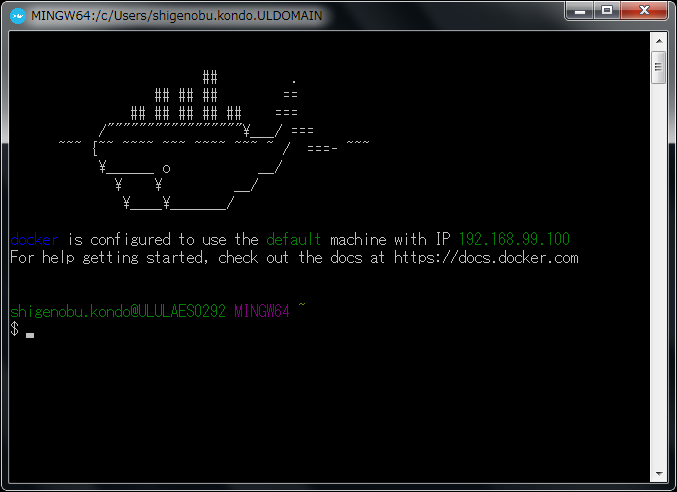 MINGW64:/c/Users/shigenobu.kondo.ULDOMAIN
                        ##         .
                  ## ## ##        ==
               ## ## ## ## ##    ===
           /"""""""""""""""""\¥___/ ===
      ~~~ {~~ ~~~~ ~~~ ~~~~ ~~~ ~ /  ===- ~~~
           ¥______ o           __/
             ¥    ¥         __/
              ¥____¥_______/
docker is configured to use the default machine with IP 192.168.99.100
For help getting started, check out the docs at https://docs.docker.com
shigenobu.kondo@ULULAES0292 MINGW64 ~
$